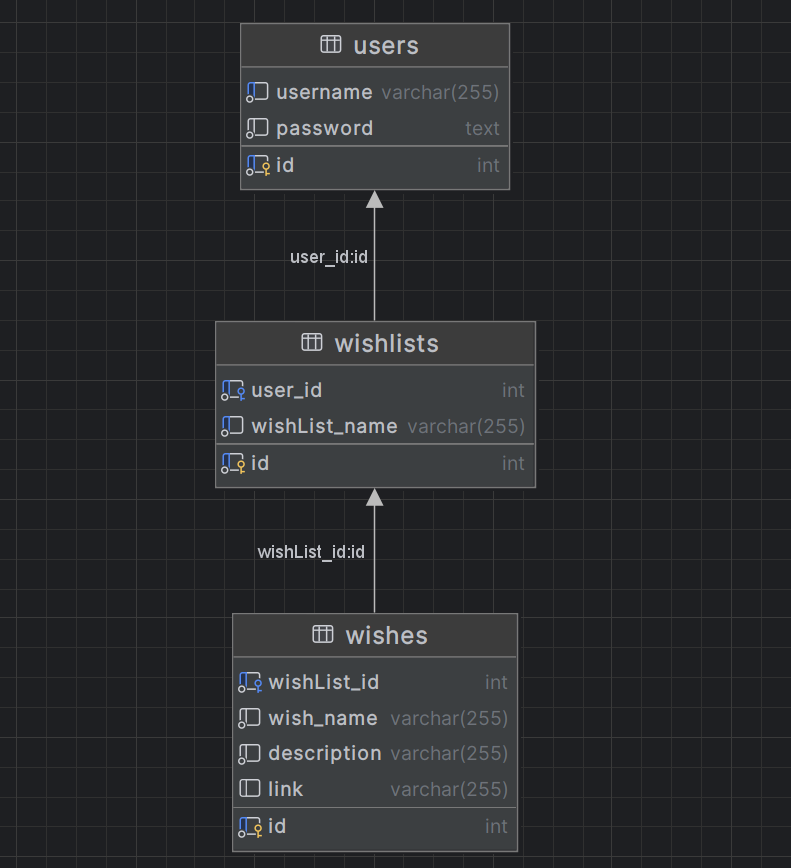 users
username varchar(255)
password text
id int
user_id:id
wishlists
user_id int
wishList_name varchar(255)
id int
wishList_id:id
wishes
wishList_id int
wish_name varchar(255)
description varchar(255)
link varchar(255)
id int